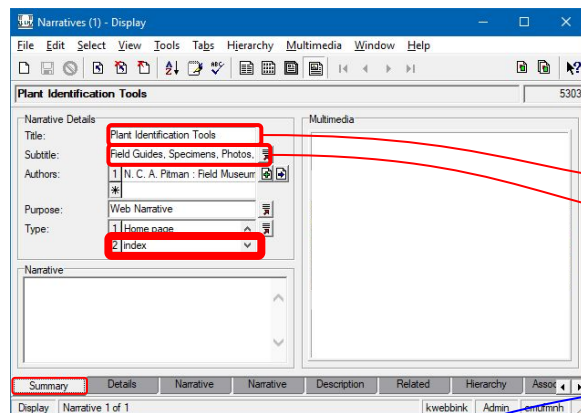 Narratives (1) - Display
File Edit Select View Tools Tabs Hierarchy Multimedia Window Help
Plant Identification Tools 5303
Narrative Details
Title: Plant Identification Tools
Subtitle: Field Guides, Specimens, Photos,
Authors: 1 N. C. A. Pitman : Field Museum
*
Purpose: Web Narrative
Type: 1 Home page
2 index
Multimedia
Narrative
Summary Details Narrative Narrative Description Related Hierarchy Assoc
Display Narrative 1 of 1 kwebbink Admin emufmnh